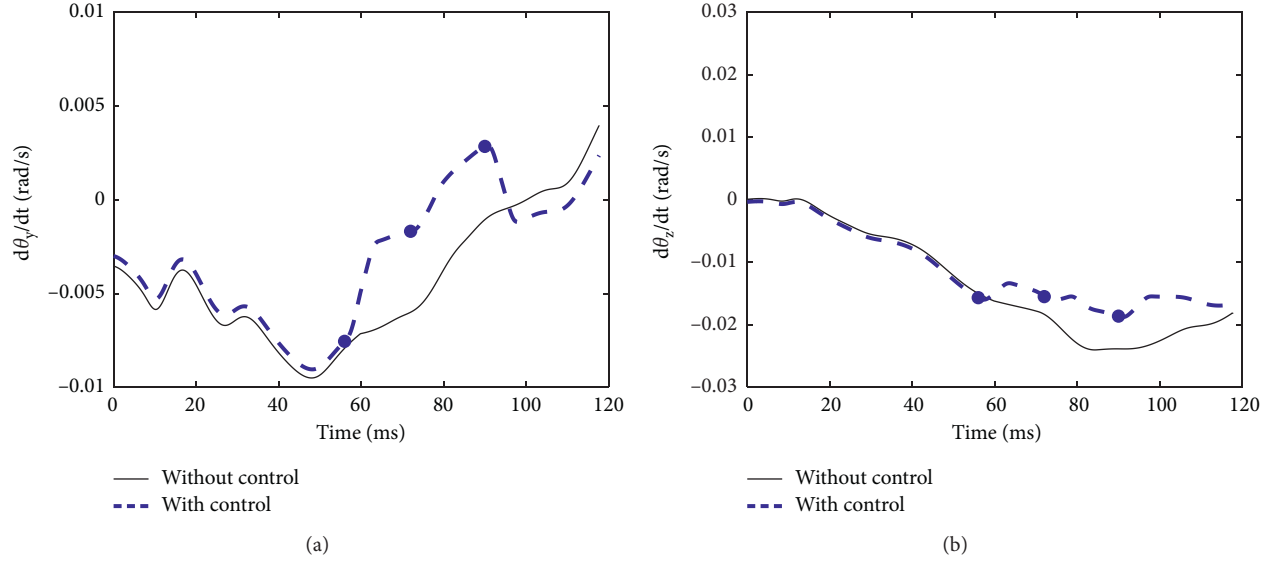 0.01
0.005
0
−0.005
−0.01
dθy/dt (rad/s)
0 20 40 60 80 100 120
Time (ms)
Without control
With control
(a)
0.03
0.02
0.01
0
−0.01
−0.02
−0.03
dθz/dt (rad/s)
0 20 40 60 80 100 120
Time (ms)
Without control
With control
(b)